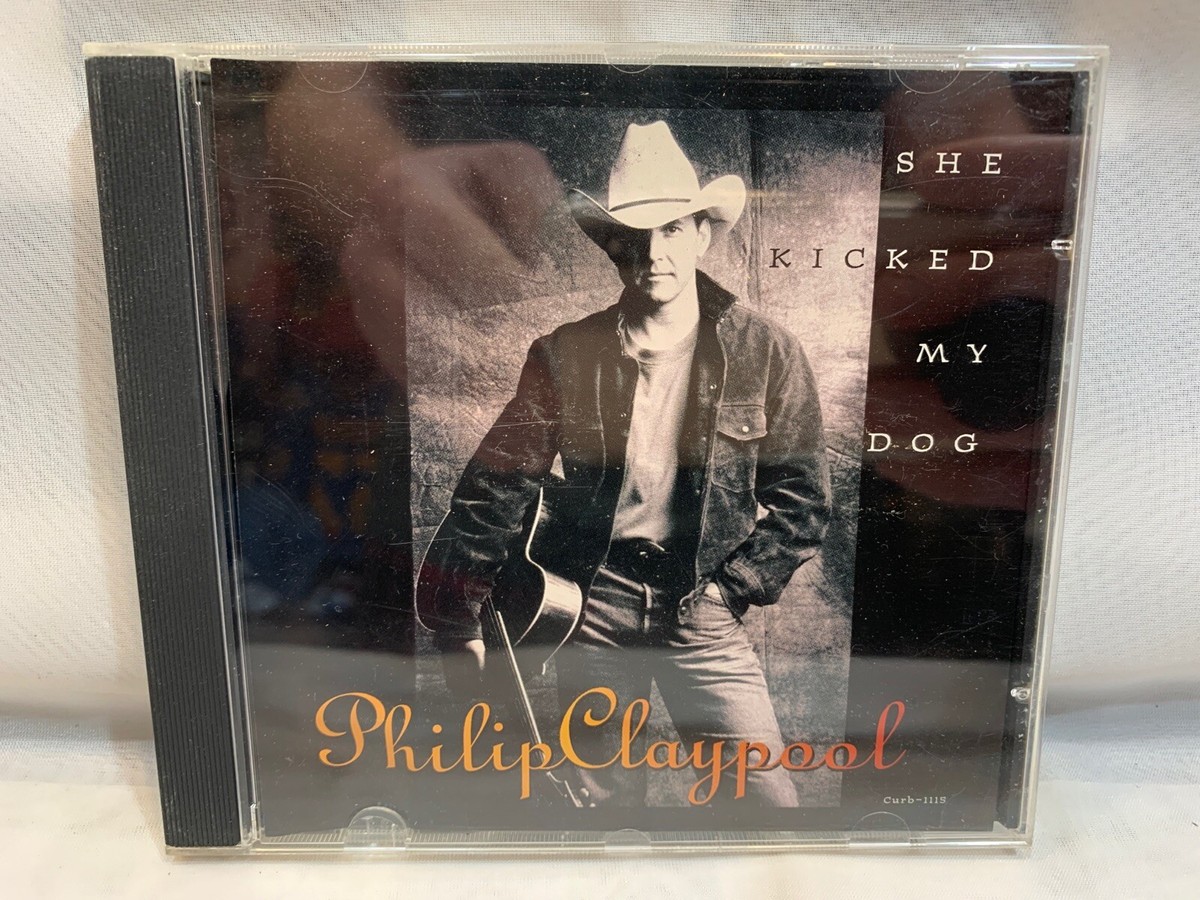 SHE
KICKED
MY
DOG
Philip Claypool
Curb-1115